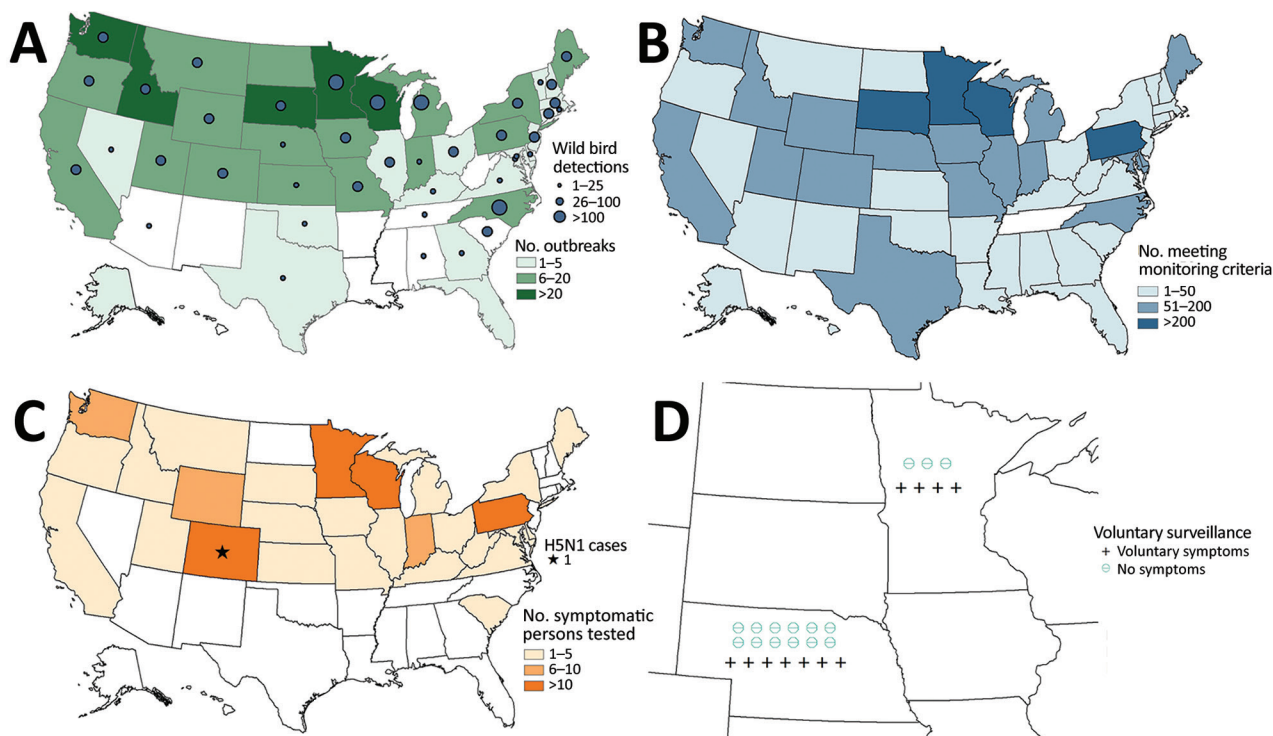 A
Wild bird
detections
1–25
26–100
>100
No. outbreaks
1–5
6–20
>20
B
No. meeting
monitoring criteria
1–50
51–200
>200
C
H5N1 cases
★ 1
No. symptomatic
persons tested
1–5
6–10
>10
D
Voluntary surveillance
+ Voluntary symptoms
⊖ No symptoms